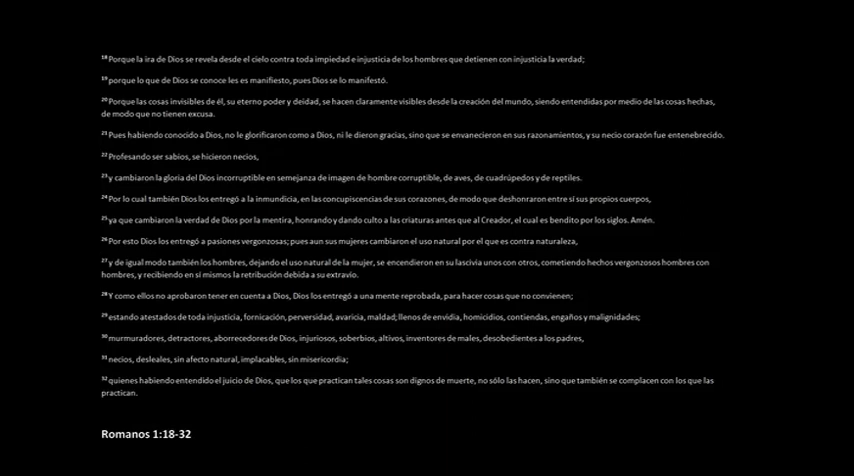 18 Porque la ira de Dios se revela desde el cielo contra toda impiedad e injusticia de los hombres que detienen con injusticia la verdad;
19 porque lo que de Dios se conoce les es manifiesto, pues Dios se lo manifestó.
20 Porque las cosas invisibles de él, su eterno poder y deidad, se hacen claramente visibles desde la creación del mundo, siendo entendidas por medio de las cosas hechas,
de modo que no tienen excusa.
21 Pues habiendo conocido a Dios, no le glorificaron como a Dios, ni le dieron gracias, sino que se envanecieron en sus razonamientos, y su necio corazón fue entenebrecido.
22 Profesando ser sabios, se hicieron necios,
23 y cambiaron la gloria del Dios incorruptible en semejanza de imagen de hombre corruptible, de aves, de cuadrúpedos y de reptiles.
24 Por lo cual también Dios los entregó a la inmundicia, en las concupiscencias de sus corazones, de modo que deshonraron entre sí sus propios cuerpos,
25 ya que cambiaron la verdad de Dios por la mentira, honrando y dando culto a las criaturas antes que al Creador, el cual es bendito por los siglos. Amén.
26 Por esto Dios los entregó a pasiones vergonzosas; pues aun sus mujeres cambiaron el uso natural por el que es contra naturaleza,
27 y de igual modo también los hombres, dejando el uso natural de la mujer, se encendieron en su lascivia unos con otros, cometiendo hechos vergonzosos hombres con
hombres, y recibiendo en sí mismos la retribución debida a su extravío.
28 Y como ellos no aprobaron tener en cuenta a Dios, Dios los entregó a una mente reprobada, para hacer cosas que no convienen;
29 estando atestados de toda injusticia, fornicación, perversidad, avaricia, maldad; llenos de envidia, homicidios, contiendas, engaños y malignidades;
30 murmuradores, detractores, aborrecedores de Dios, injuriosos, soberbios, altivos, inventores de males, desobedientes a los padres,
31 necios, desleales, sin afecto natural, implacables, sin misericordia;
32 quienes habiendo entendido el juicio de Dios, que los que practican tales cosas son dignos de muerte, no sólo las hacen, sino que también se complacen con los que las
practican.
Romanos 1:18-32